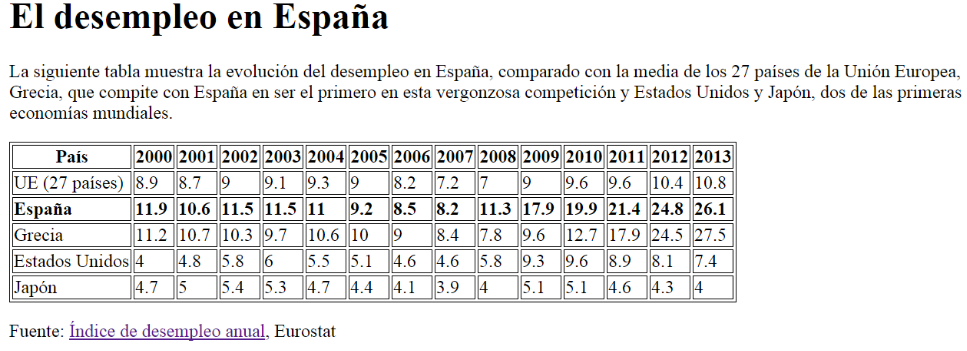 El desempleo en España
La siguiente tabla muestra la evolución del desempleo en España, comparado con la media de los 27 países de la Unión Europea,
Grecia, que compite con España en ser el primero en esta vergonzosa competición y Estados Unidos y Japón, dos de las primeras
economías mundiales.
País 2000 2001 2002 2003 2004 2005 2006 2007 2008 2009 2010 2011 2012 2013
UE (27 países) 8.9 8.7 9 9.1 9.3 9 8.2 7.2 7 9 9.6 9.6 10.4 10.8
España 11.9 10.6 11.5 11.5 11 9.2 8.5 8.2 11.3 17.9 19.9 21.4 24.8 26.1
Grecia 11.2 10.7 10.3 9.7 10.6 10 9 8.4 7.8 9.6 12.7 17.9 24.5 27.5
Estados Unidos 4 4.8 5.8 6 5.5 5.1 4.6 4.6 5.8 9.3 9.6 8.9 8.1 7.4
Japón 4.7 5 5.4 5.3 4.7 4.4 4.1 3.9 4 5.1 5.1 4.6 4.3 4
Fuente: Índice de desempleo anual, Eurostat